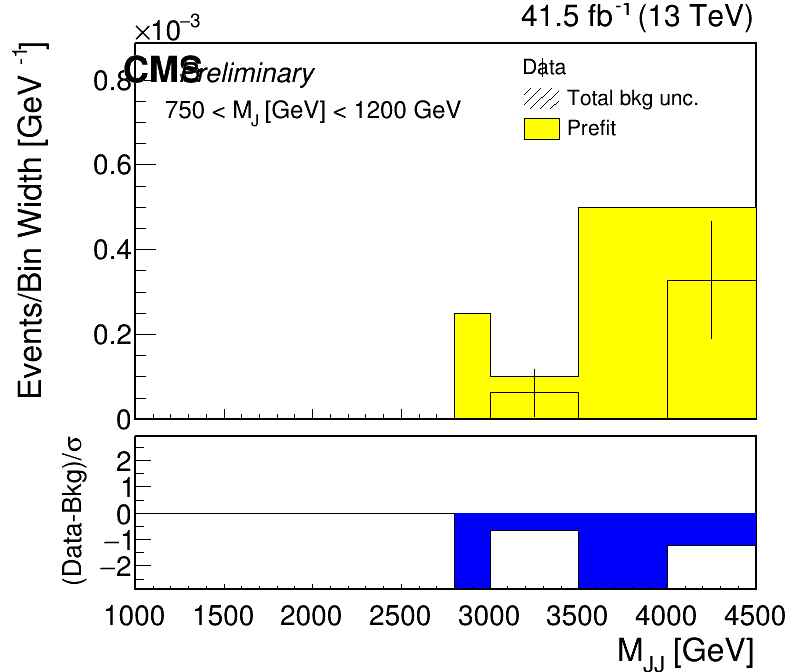 ×10⁻³
41.5 fb⁻¹ (13 TeV)
CMS Preliminary
750 < M_J [GeV] < 1200 GeV
Data
Total bkg unc.
Prefit
Events/Bin Width [GeV⁻¹]
0.8
0.6
0.4
0.2
0
(Data-Bkg)/σ
2
1
0
−1
−2
1000 1500 2000 2500 3000 3500 4000 4500
M_JJ [GeV]